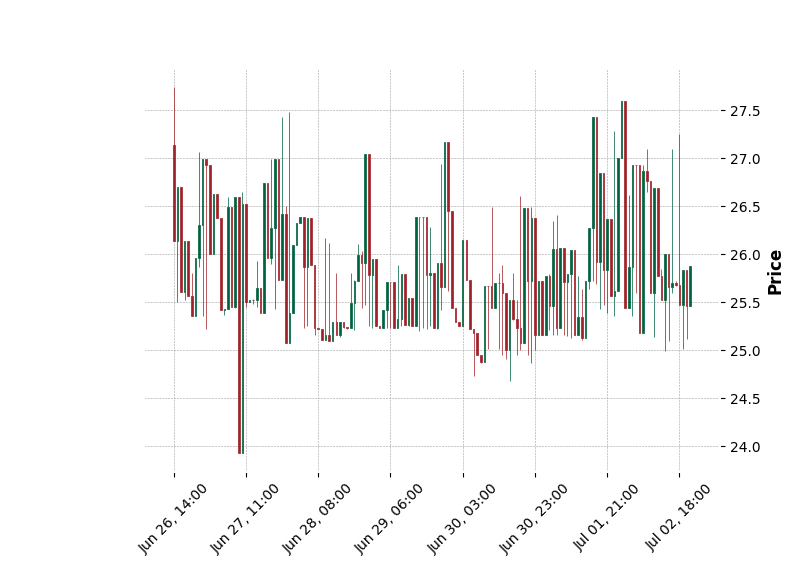 27.5
27.0
26.5
26.0
25.5
25.0
24.5
24.0
Price
Jun 26, 14:00
Jun 27, 11:00
Jun 28, 08:00
Jun 29, 06:00
Jun 30, 03:00
Jun 30, 23:00
Jul 01, 21:00
Jul 02, 18:00